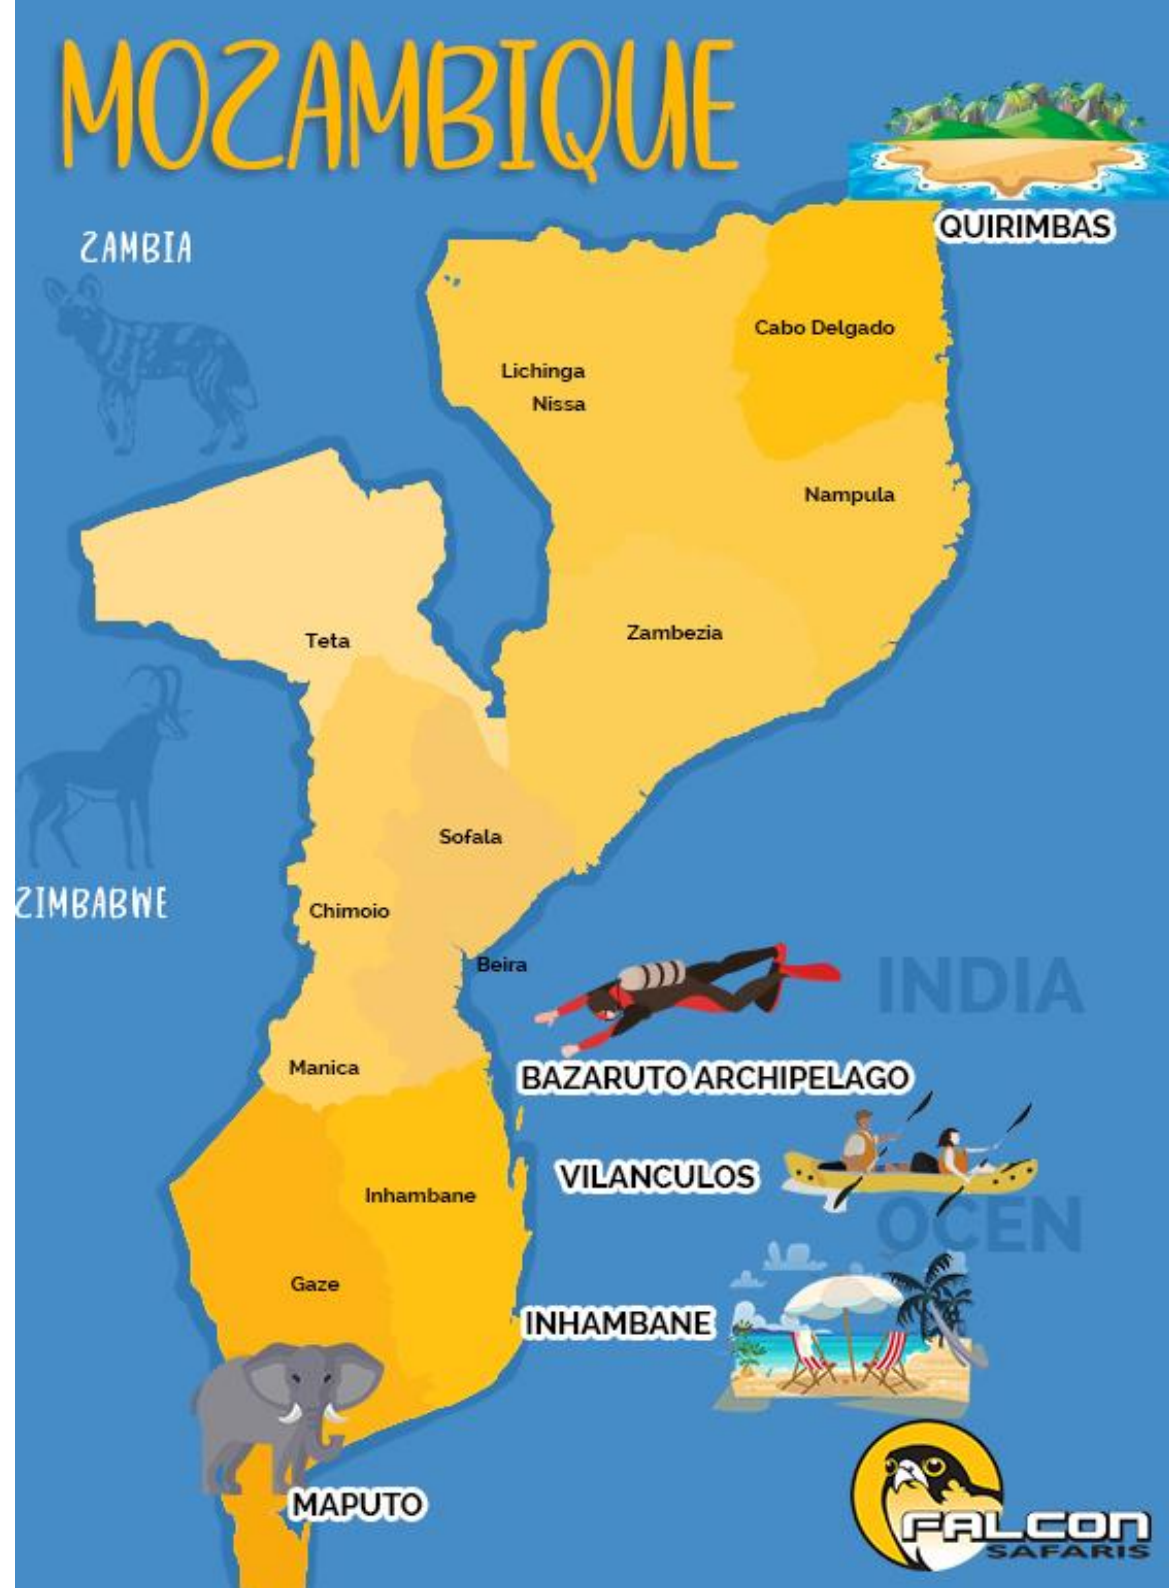 MOZAMBIQUE
QUIRIMBAS
ZAMBIA
Cabo Delgado
Lichinga
Nissa
Nampula
Zambezia
Teta
Sofala
ZIMBABWE
Chimoio
Beira
INDIA
Manica
BAZARUTO ARCHIPELAGO
VILANCULOS
Inhambane
OCEN
Gaze
INHAMBANE
MAPUTO
FALCON
SAFARIS